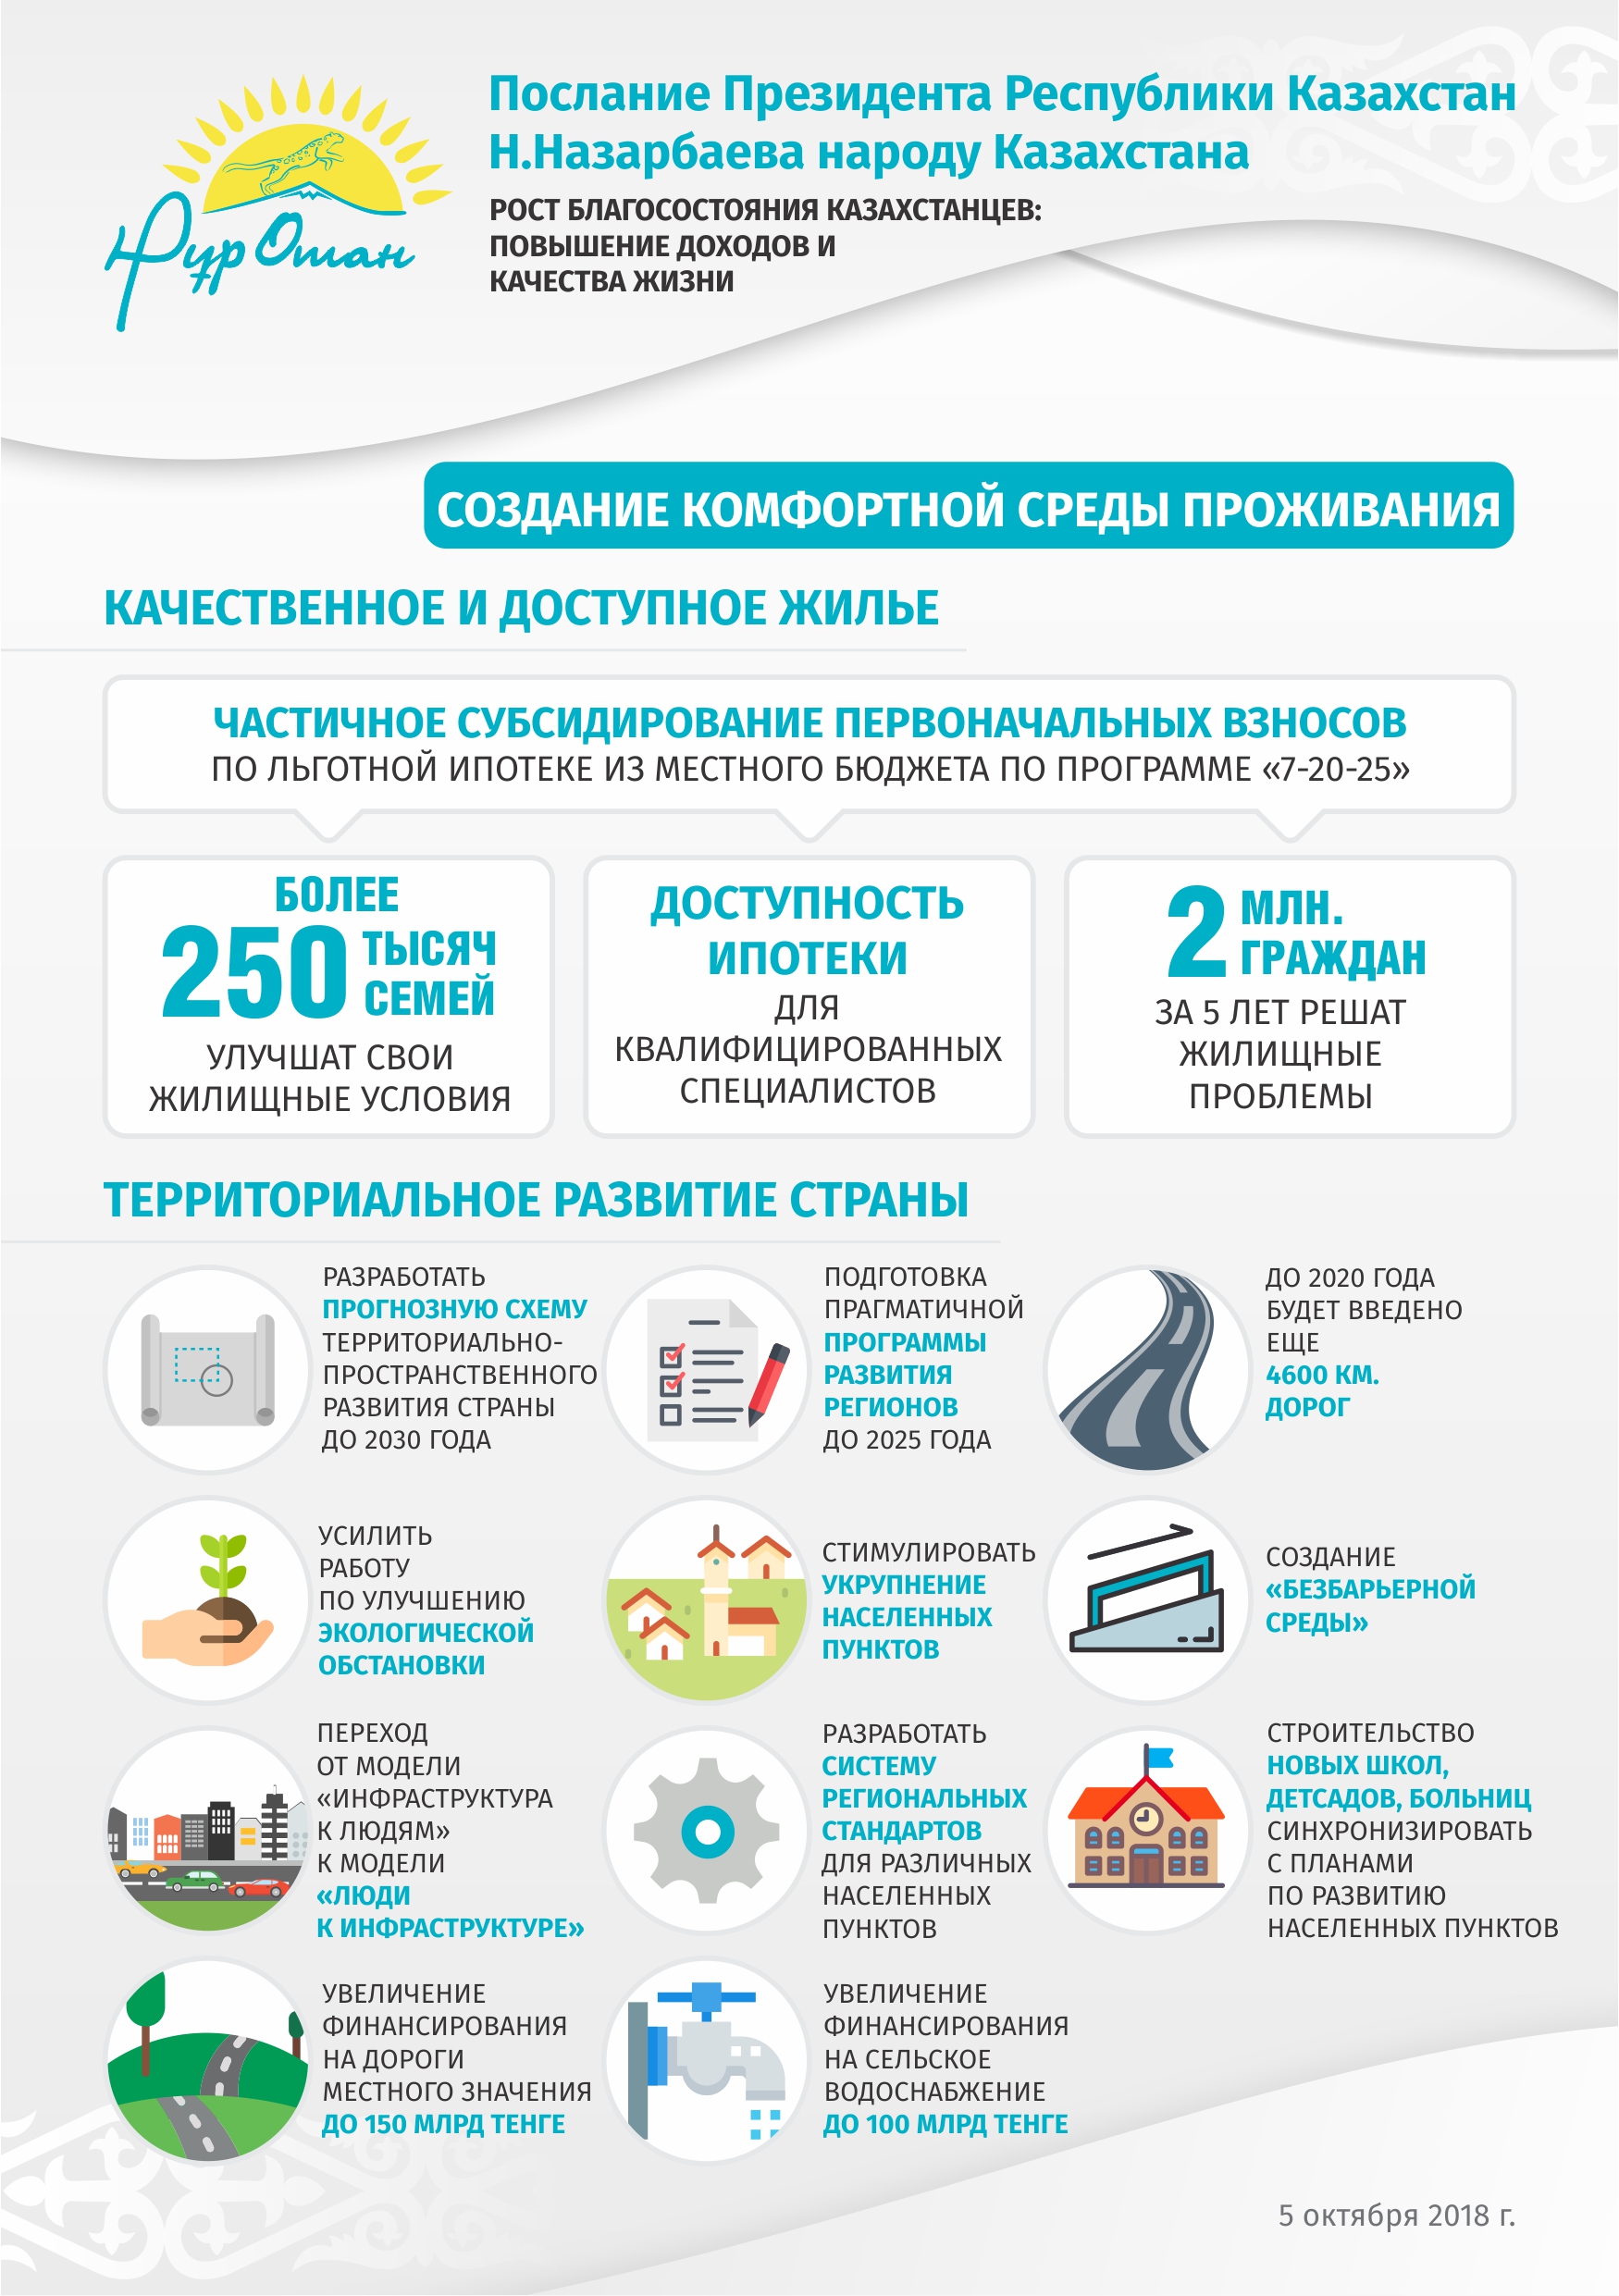 Нұр Отан
Послание Президента Республики Казахстан
Н.Назарбаева народу Казахстана
РОСТ БЛАГОСОСТОЯНИЯ КАЗАХСТАНЦЕВ:
ПОВЫШЕНИЕ ДОХОДОВ И
КАЧЕСТВА ЖИЗНИ
СОЗДАНИЕ КОМФОРТНОЙ СРЕДЫ ПРОЖИВАНИЯ
КАЧЕСТВЕННОЕ И ДОСТУПНОЕ ЖИЛЬЕ
ЧАСТИЧНОЕ СУБСИДИРОВАНИЕ ПЕРВОНАЧАЛЬНЫХ ВЗНОСОВ
ПО ЛЬГОТНОЙ ИПОТЕКЕ ИЗ МЕСТНОГО БЮДЖЕТА ПО ПРОГРАММЕ «7-20-25»
БОЛЕЕ
250 ТЫСЯЧ
СЕМЕЙ
УЛУЧШАТ СВОИ
ЖИЛИЩНЫЕ УСЛОВИЯ
ДОСТУПНОСТЬ
ИПОТЕКИ
ДЛЯ
КВАЛИФИЦИРОВАННЫХ
СПЕЦИАЛИСТОВ
2 МЛН.
ГРАЖДАН
ЗА 5 ЛЕТ РЕШАТ
ЖИЛИЩНЫЕ
ПРОБЛЕМЫ
ТЕРРИТОРИАЛЬНОЕ РАЗВИТИЕ СТРАНЫ
РАЗРАБОТАТЬ
ПРОГНОЗНУЮ СХЕМУ
ТЕРРИТОРИАЛЬНО-
ПРОСТРАНСТВЕННОГО
РАЗВИТИЯ СТРАНЫ
ДО 2030 ГОДА
ПОДГОТОВКА
ПРАГМАТИЧНОЙ
ПРОГРАММЫ
РАЗВИТИЯ
РЕГИОНОВ
ДО 2025 ГОДА
ДО 2020 ГОДА
БУДЕТ ВВЕДЕНО
ЕЩЕ
4600 КМ.
ДОРОГ
УСИЛИТЬ
РАБОТУ
ПО УЛУЧШЕНИЮ
ЭКОЛОГИЧЕСКОЙ
ОБСТАНОВКИ
СТИМУЛИРОВАТЬ
УКРУПНЕНИЕ
НАСЕЛЕННЫХ
ПУНКТОВ
СОЗДАНИЕ
«БЕЗБАРЬЕРНОЙ
СРЕДЫ»
ПЕРЕХОД
ОТ МОДЕЛИ
«ИНФРАСТРУКТУРА
К ЛЮДЯМ»
К МОДЕЛИ
«ЛЮДИ
К ИНФРАСТРУКТУРЕ»
РАЗРАБОТАТЬ
СИСТЕМУ
РЕГИОНАЛЬНЫХ
СТАНДАРТОВ
ДЛЯ РАЗЛИЧНЫХ
НАСЕЛЕННЫХ
ПУНКТОВ
СТРОИТЕЛЬСТВО
НОВЫХ ШКОЛ,
ДЕТСАДОВ, БОЛЬНИЦ
СИНХРОНИЗИРОВАТЬ
С ПЛАНАМИ
ПО РАЗВИТИЮ
НАСЕЛЕННЫХ ПУНКТОВ
УВЕЛИЧЕНИЕ
ФИНАНСИРОВАНИЯ
НА ДОРОГИ
МЕСТНОГО ЗНАЧЕНИЯ
ДО 150 МЛРД ТЕНГЕ
УВЕЛИЧЕНИЕ
ФИНАНСИРОВАНИЯ
НА СЕЛЬСКОЕ
ВОДОСНАБЖЕНИЕ
ДО 100 МЛРД ТЕНГЕ
5 октября 2018 г.